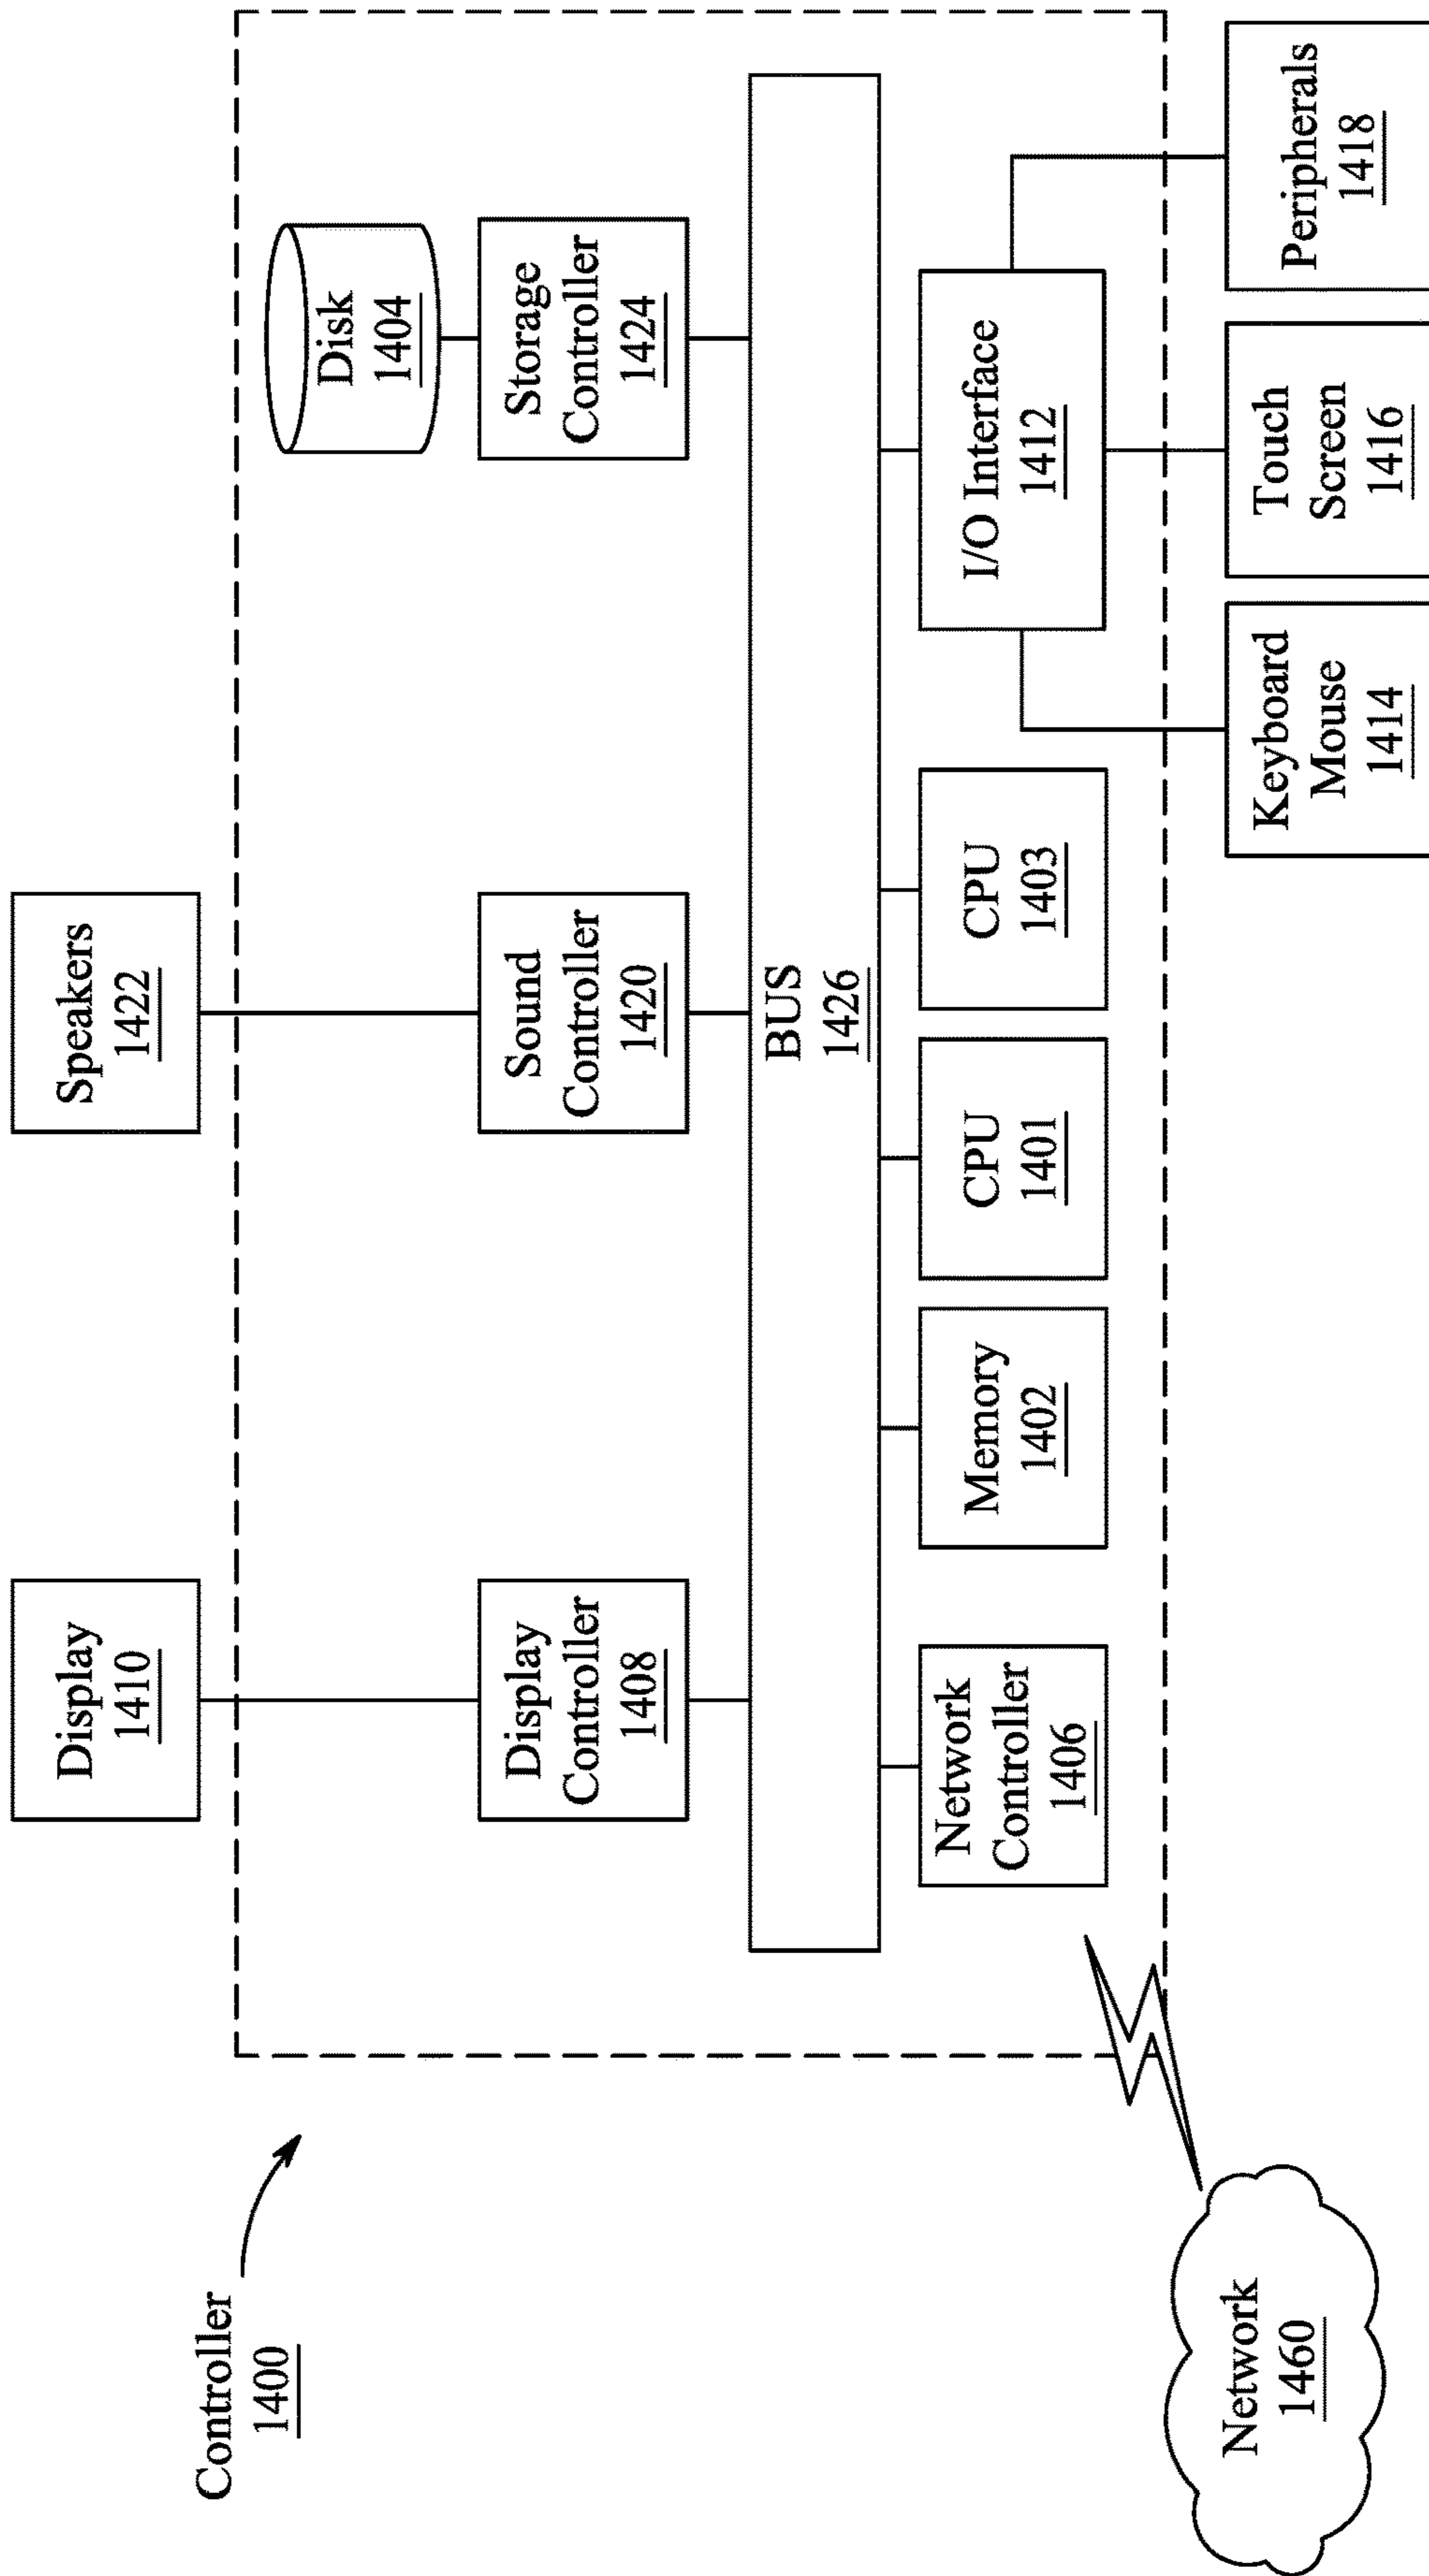 Controller
1400
Display
1410
Speakers
1422
Disk
1404
Display
Controller
1408
Sound
Controller
1420
Storage
Controller
1424
BUS
1426
Network
Controller
1406
Memory
1402
CPU
1401
CPU
1403
I/O Interface
1412
Network
1460
Keyboard
Mouse
1414
Touch
Screen
1416
Peripherals
1418